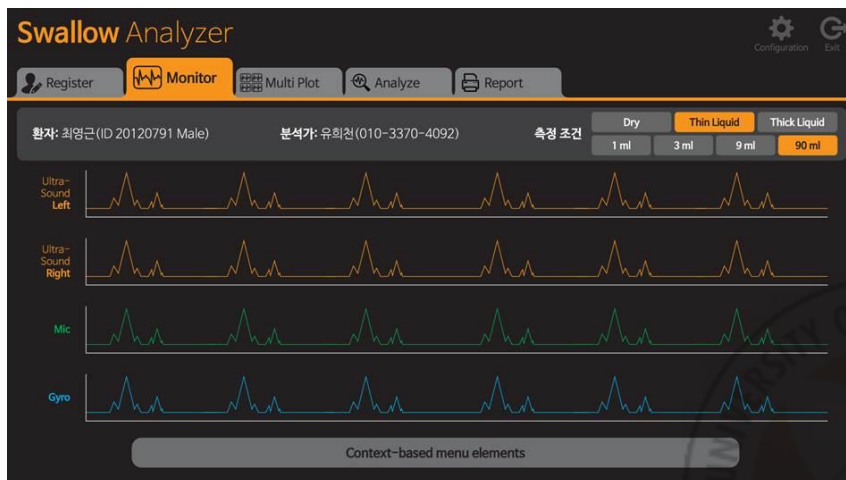 Swallow Analyzer
Configuration Exit
Register Monitor Multi Plot Analyze Report
환자: 최영근(ID 20120791 Male) 분석가: 유희천(010-3370-4092) 측정 조건 Dry Thin Liquid Thick Liquid
1 ml 3 ml 9 ml 90 ml
Ultra-
Sound
Left
Ultra-
Sound
Right
Mic
Gyro
Context-based menu elements